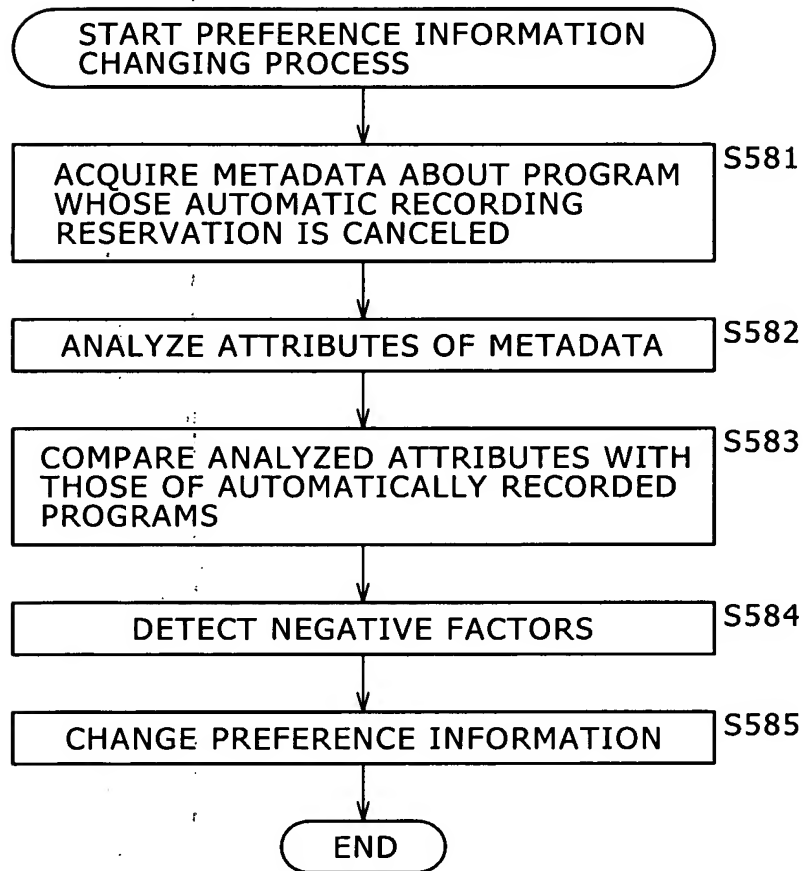 START PREFERENCE INFORMATION
CHANGING PROCESS
S581
ACQUIRE METADATA ABOUT PROGRAM
WHOSE AUTOMATIC RECORDING
RESERVATION IS CANCELED
S582
ANALYZE ATTRIBUTES OF METADATA
S583
COMPARE ANALYZED ATTRIBUTES WITH
THOSE OF AUTOMATICALLY RECORDED
PROGRAMS
S584
DETECT NEGATIVE FACTORS
S585
CHANGE PREFERENCE INFORMATION
END